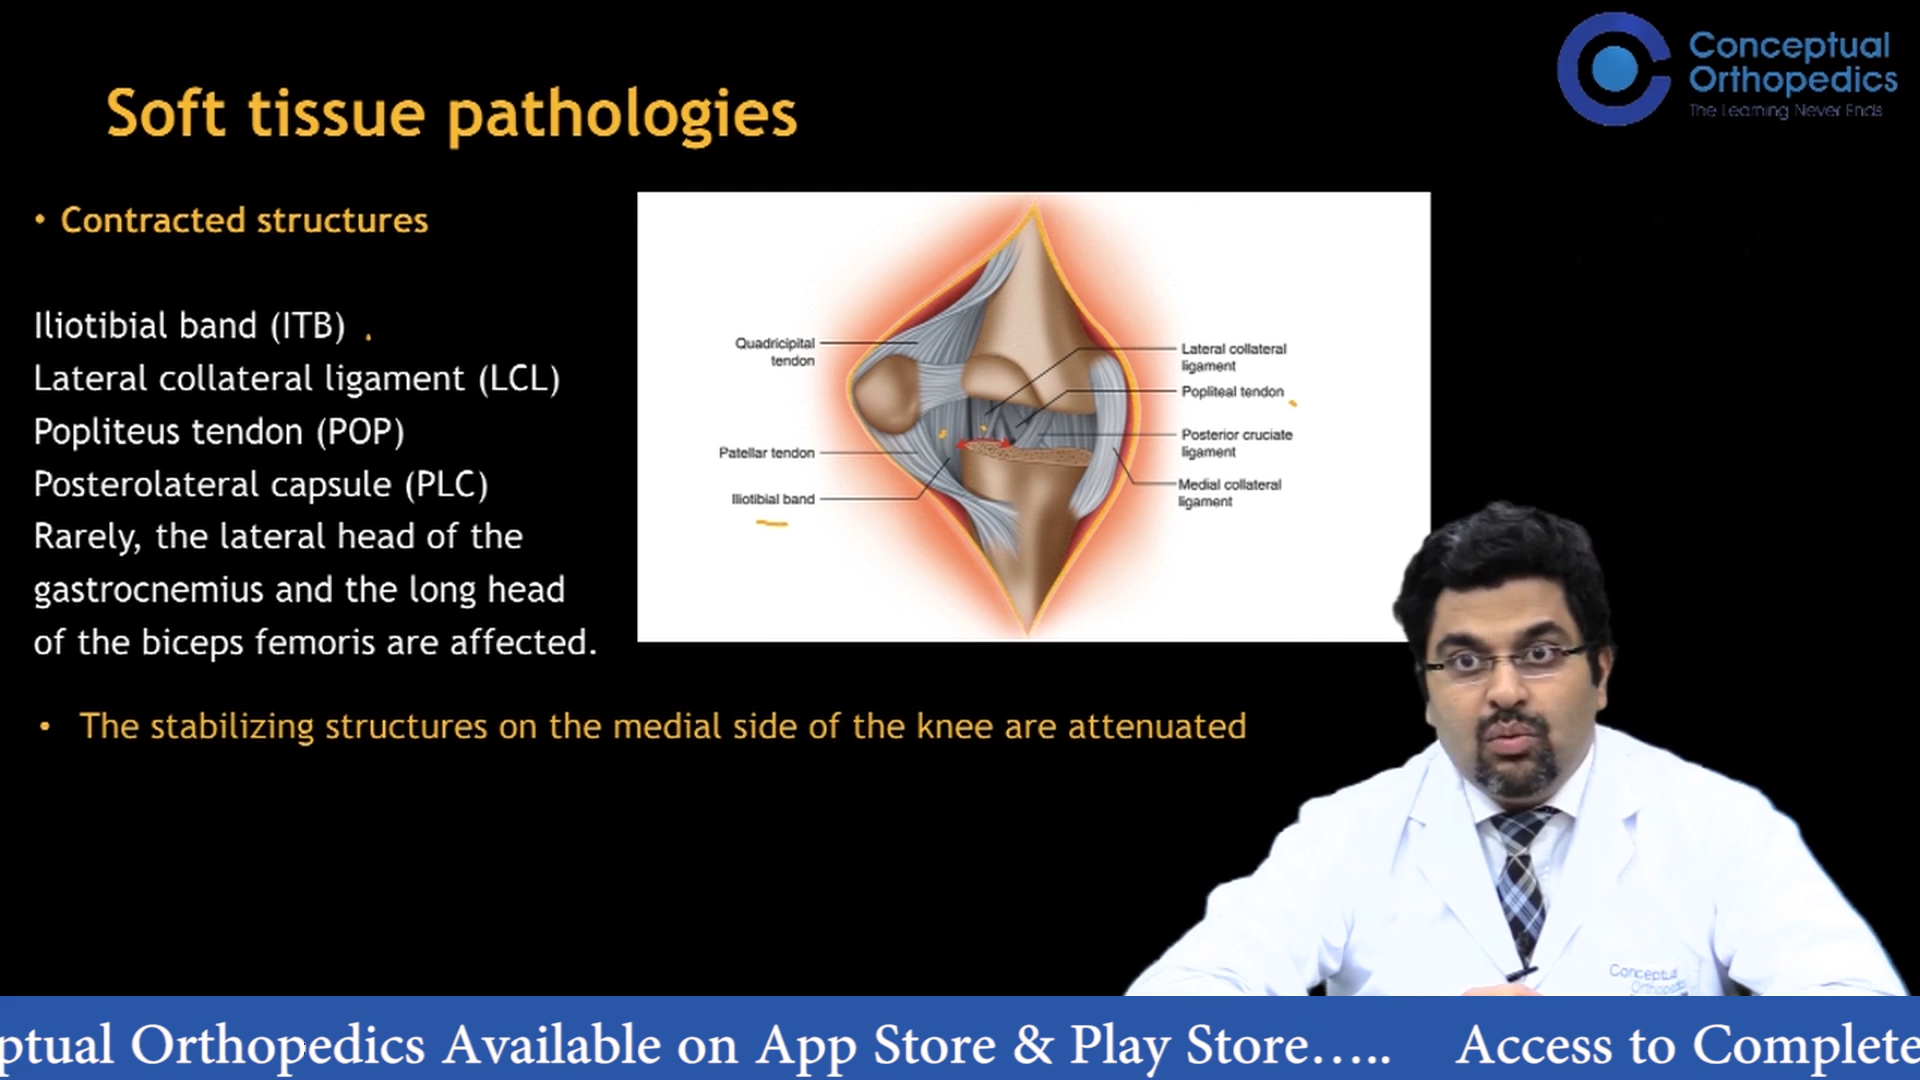 Conceptual
Orthopedics
The Learning Never Ends
Soft tissue pathologies
• Contracted structures
Iliotibial band (ITB)
Lateral collateral ligament (LCL)
Popliteus tendon (POP)
Posterolateral capsule (PLC)
Rarely, the lateral head of the
gastrocnemius and the long head
of the biceps femoris are affected.
Quadricipital
tendon
Patellar tendon
Iliotibial band
Lateral collateral
ligament
Popliteal tendon
Posterior cruciate
ligament
Medial collateral
ligament
• The stabilizing structures on the medial side of the knee are attenuated
Conceptual
ptual Orthopedics Available on App Store & Play Store..... Access to Complete